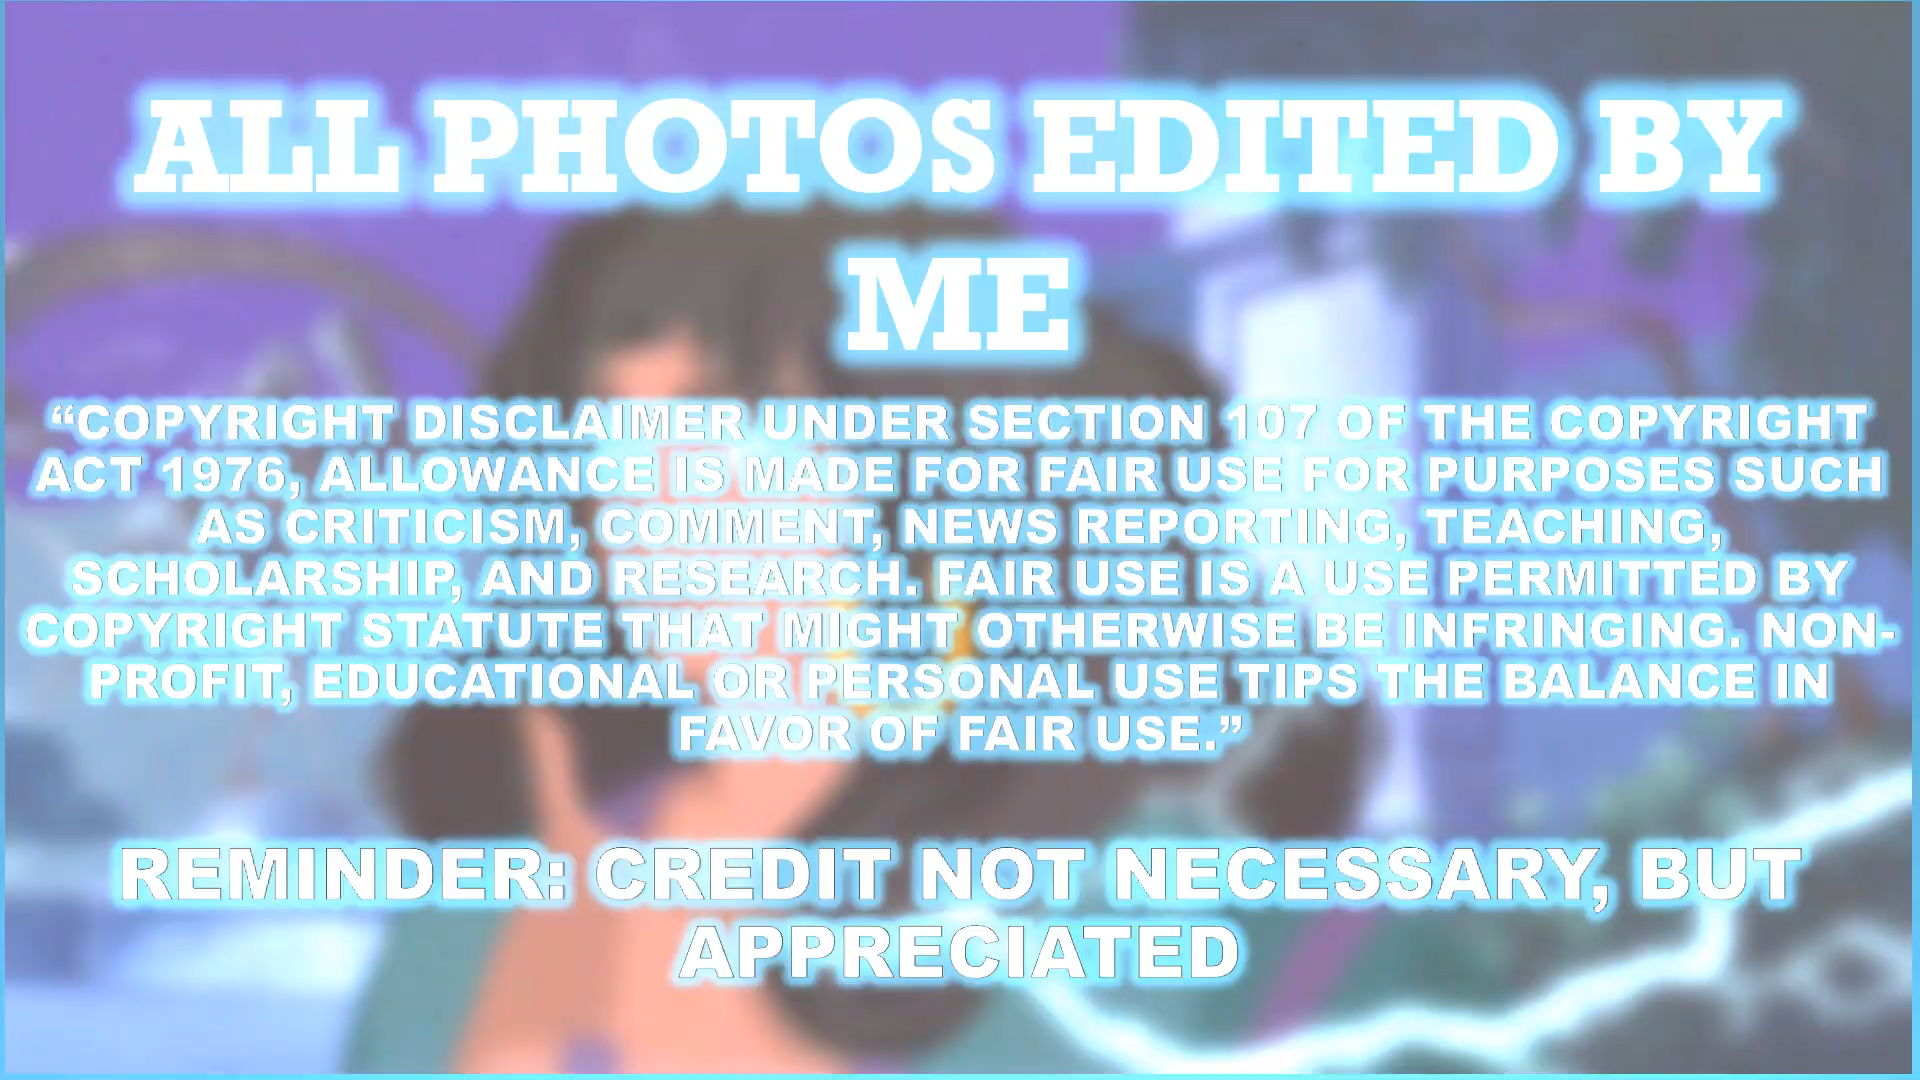 ALL PHOTOS EDITED BY
ME
“COPYRIGHT DISCLAIMER UNDER SECTION 107 OF THE COPYRIGHT
ACT 1976, ALLOWANCE IS MADE FOR FAIR USE FOR PURPOSES SUCH
AS CRITICISM, COMMENT, NEWS REPORTING, TEACHING,
SCHOLARSHIP, AND RESEARCH. FAIR USE IS A USE PERMITTED BY
COPYRIGHT STATUTE THAT MIGHT OTHERWISE BE INFRINGING. NON-
PROFIT, EDUCATIONAL OR PERSONAL USE TIPS THE BALANCE IN
FAVOR OF FAIR USE.”
REMINDER: CREDIT NOT NECESSARY, BUT
APPRECIATED